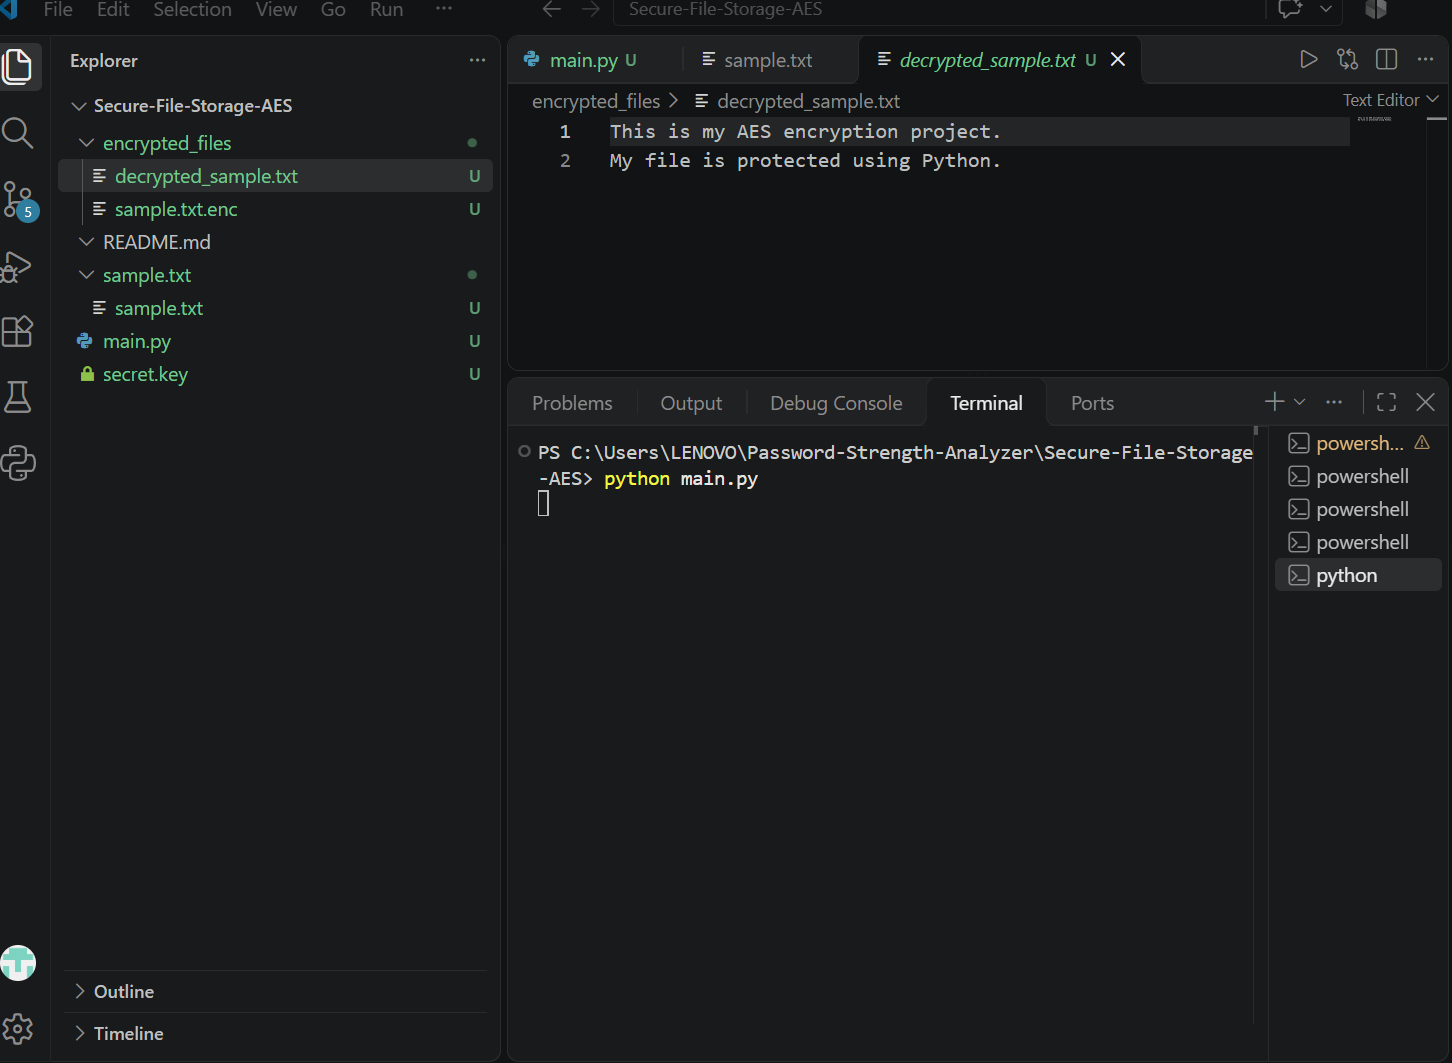 File Edit Selection View Go Run ...
Secure-File-Storage-AES
Explorer
Secure-File-Storage-AES
encrypted_files
decrypted_sample.txt U
sample.txt.enc U
README.md
sample.txt
sample.txt U
main.py U
secret.key U
5
Outline
Timeline
main.py U
sample.txt
decrypted_sample.txt U
encrypted_files > decrypted_sample.txt
Text Editor
1 This is my AES encryption project.
2 My file is protected using Python.
Problems Output Debug Console Terminal Ports
PS C:\Users\LENOVO\Password-Strength-Analyzer\Secure-File-Storage
-AES> python main.py
powersh...
powershell
powershell
powershell
python